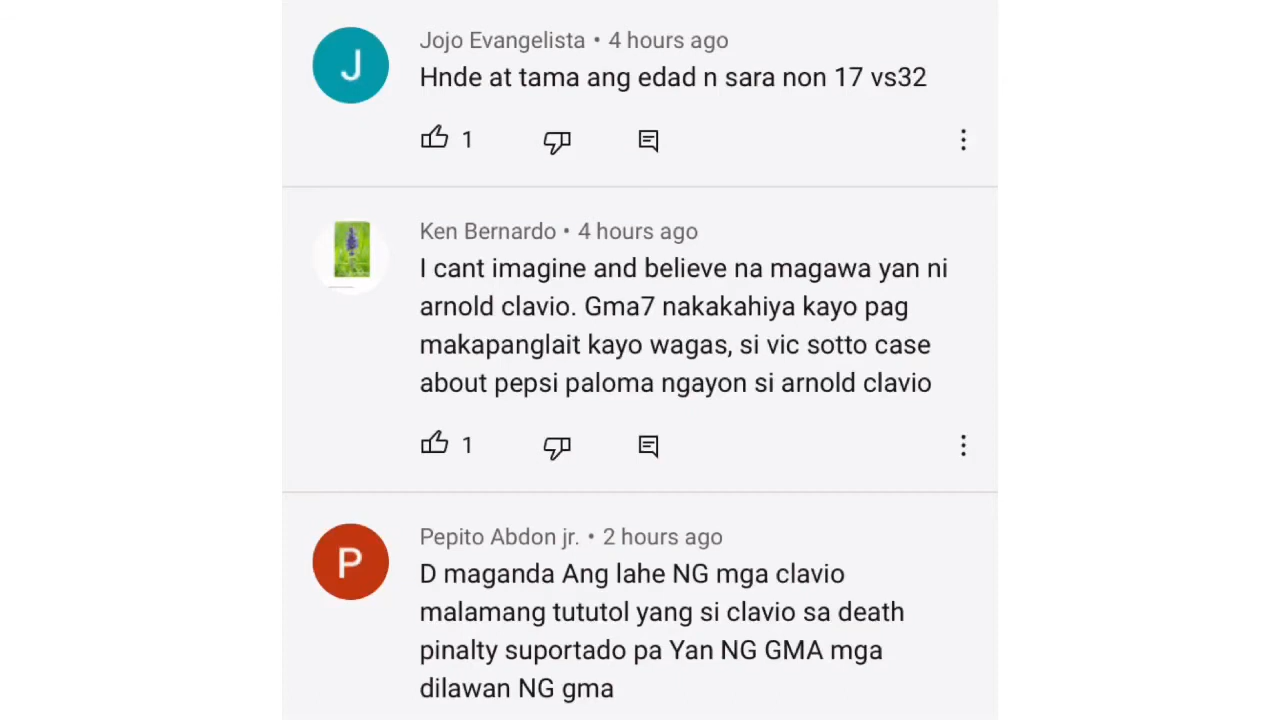 Jojo Evangelista • 4 hours ago
Hnde at tama ang edad n sara non 17 vs32
1
Ken Bernardo • 4 hours ago
I cant imagine and believe na magawa yan ni
arnold clavio. Gma7 nakakahiya kayo pag
makapanglait kayo wagas, si vic sotto case
about pepsi paloma ngayon si arnold clavio
1
Pepito Abdon jr. • 2 hours ago
D maganda Ang lahe NG mga clavio
malamang tututol yang si clavio sa death
pinalty suportado pa Yan NG GMA mga
dilawan NG gma